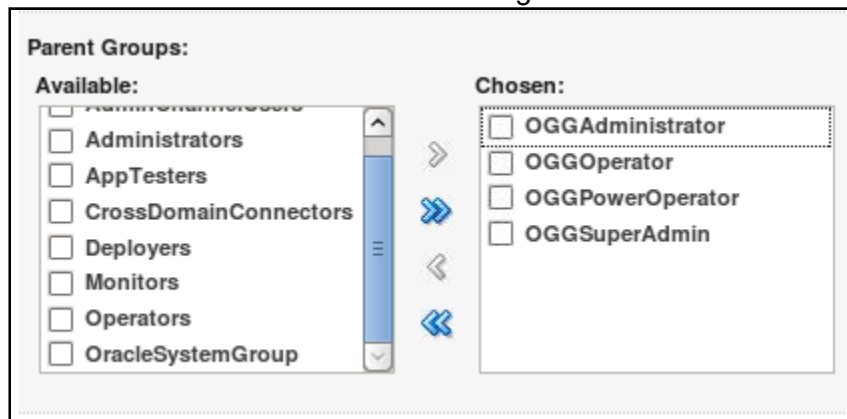 Parent Groups:
Available:
Administrators
AppTesters
CrossDomainConnectors
Deployers
Monitors
Operators
OracleSystemGroup
Chosen:
OGGAdministrator
OGGOperator
OGGPowerOperator
OGGSuperAdmin